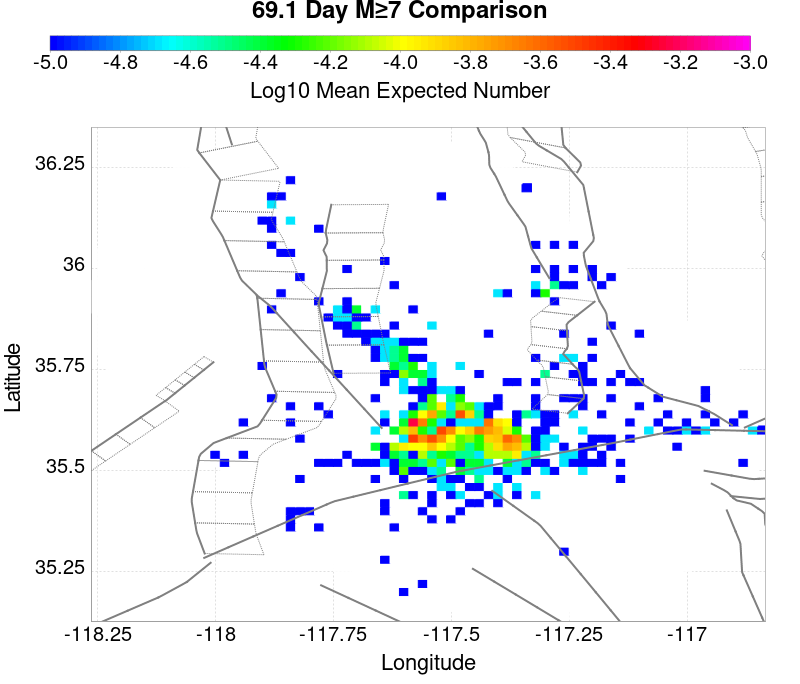 69.1 Day M≥7 Comparison
-5.0 -4.8 -4.6 -4.4 -4.2 -4.0 -3.8 -3.6 -3.4 -3.2 -3.0
Log10 Mean Expected Number
36.25
36
35.75
35.5
35.25
Latitude
-118.25 -118 -117.75 -117.5 -117.25 -117
Longitude